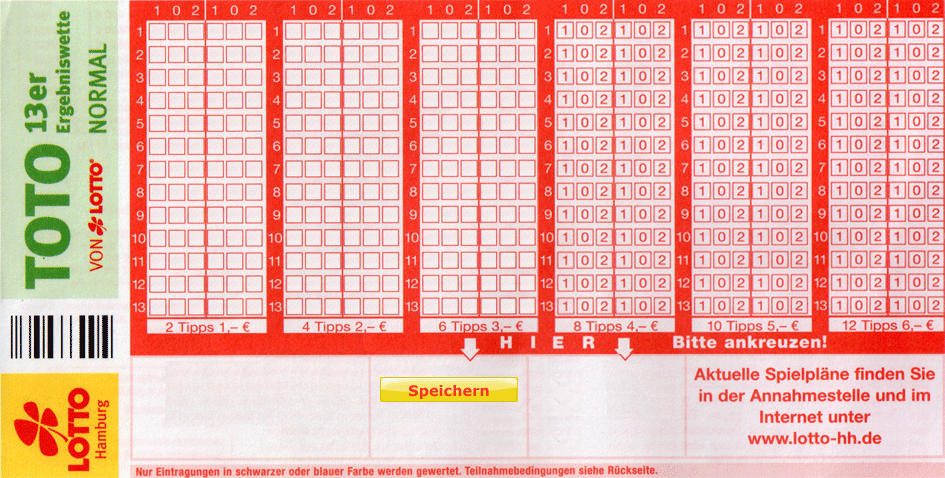 TOTO 13er
Ergebniswette
NORMAL
VON LOTTO
LOTTO
Hamburg
1 0 2 1 0 2 1 0 2 1 0 2 1 0 2 1 0 2 1 0 2 1 0 2 1 0 2 1 0 2 1 0 2 1 0 2
1 1 1 1 1 0 2 1 0 2 1 1 0 2 1 0 2 1 1 0 2 1 0 2
2 2 2 2 1 0 2 1 0 2 2 1 0 2 1 0 2 2 1 0 2 1 0 2
3 3 3 3 1 0 2 1 0 2 3 1 0 2 1 0 2 3 1 0 2 1 0 2
4 4 4 4 1 0 2 1 0 2 4 1 0 2 1 0 2 4 1 0 2 1 0 2
5 5 5 5 1 0 2 1 0 2 5 1 0 2 1 0 2 5 1 0 2 1 0 2
6 6 6 6 1 0 2 1 0 2 6 1 0 2 1 0 2 6 1 0 2 1 0 2
7 7 7 7 1 0 2 1 0 2 7 1 0 2 1 0 2 7 1 0 2 1 0 2
8 8 8 8 1 0 2 1 0 2 8 1 0 2 1 0 2 8 1 0 2 1 0 2
9 9 9 9 1 0 2 1 0 2 9 1 0 2 1 0 2 9 1 0 2 1 0 2
10 10 10 10 1 0 2 1 0 2 10 1 0 2 1 0 2 10 1 0 2 1 0 2
11 11 11 11 1 0 2 1 0 2 11 1 0 2 1 0 2 11 1 0 2 1 0 2
12 12 12 12 1 0 2 1 0 2 12 1 0 2 1 0 2 12 1 0 2 1 0 2
13 13 13 13 1 0 2 1 0 2 13 1 0 2 1 0 2 13 1 0 2 1 0 2
2 Tipps 1,– € 4 Tipps 2,– € 6 Tipps 3,– € 8 Tipps 4,– € 10 Tipps 5,– € 12 Tipps 6,– €
HIER Bitte ankreuzen!
Speichern
Aktuelle Spielpläne finden Sie
in der Annahmestelle und im
Internet unter
www.lotto-hh.de
Nur Eintragungen in schwarzer oder blauer Farbe werden gewertet. Teilnahmebedingungen siehe Rückseite.